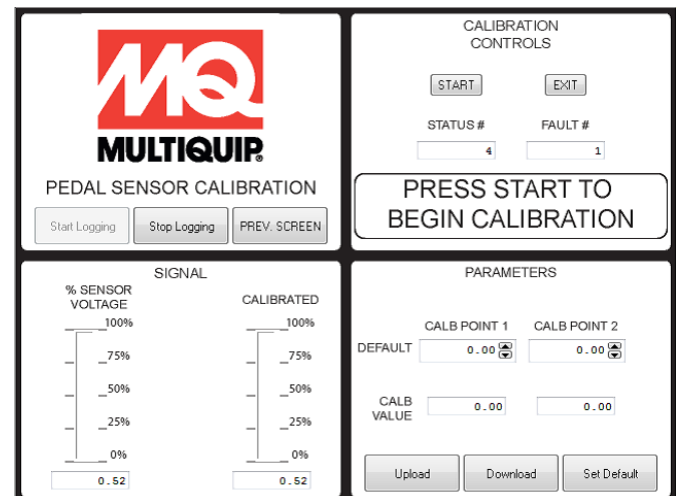 MQ
MULTIQUIP®
PEDAL SENSOR CALIBRATION
Start Logging
Stop Logging
PREV. SCREEN
CALIBRATION
CONTROLS
START
EXIT
STATUS #
FAULT #
4
1
PRESS START TO
BEGIN CALIBRATION
SIGNAL
% SENSOR
VOLTAGE
100%
75%
50%
25%
0%
0.52
CALIBRATED
100%
75%
50%
25%
0%
0.52
PARAMETERS
CALB POINT 1
CALB POINT 2
DEFAULT
0.00
0.00
CALB
VALUE
0.00
0.00
Upload
Download
Set Default